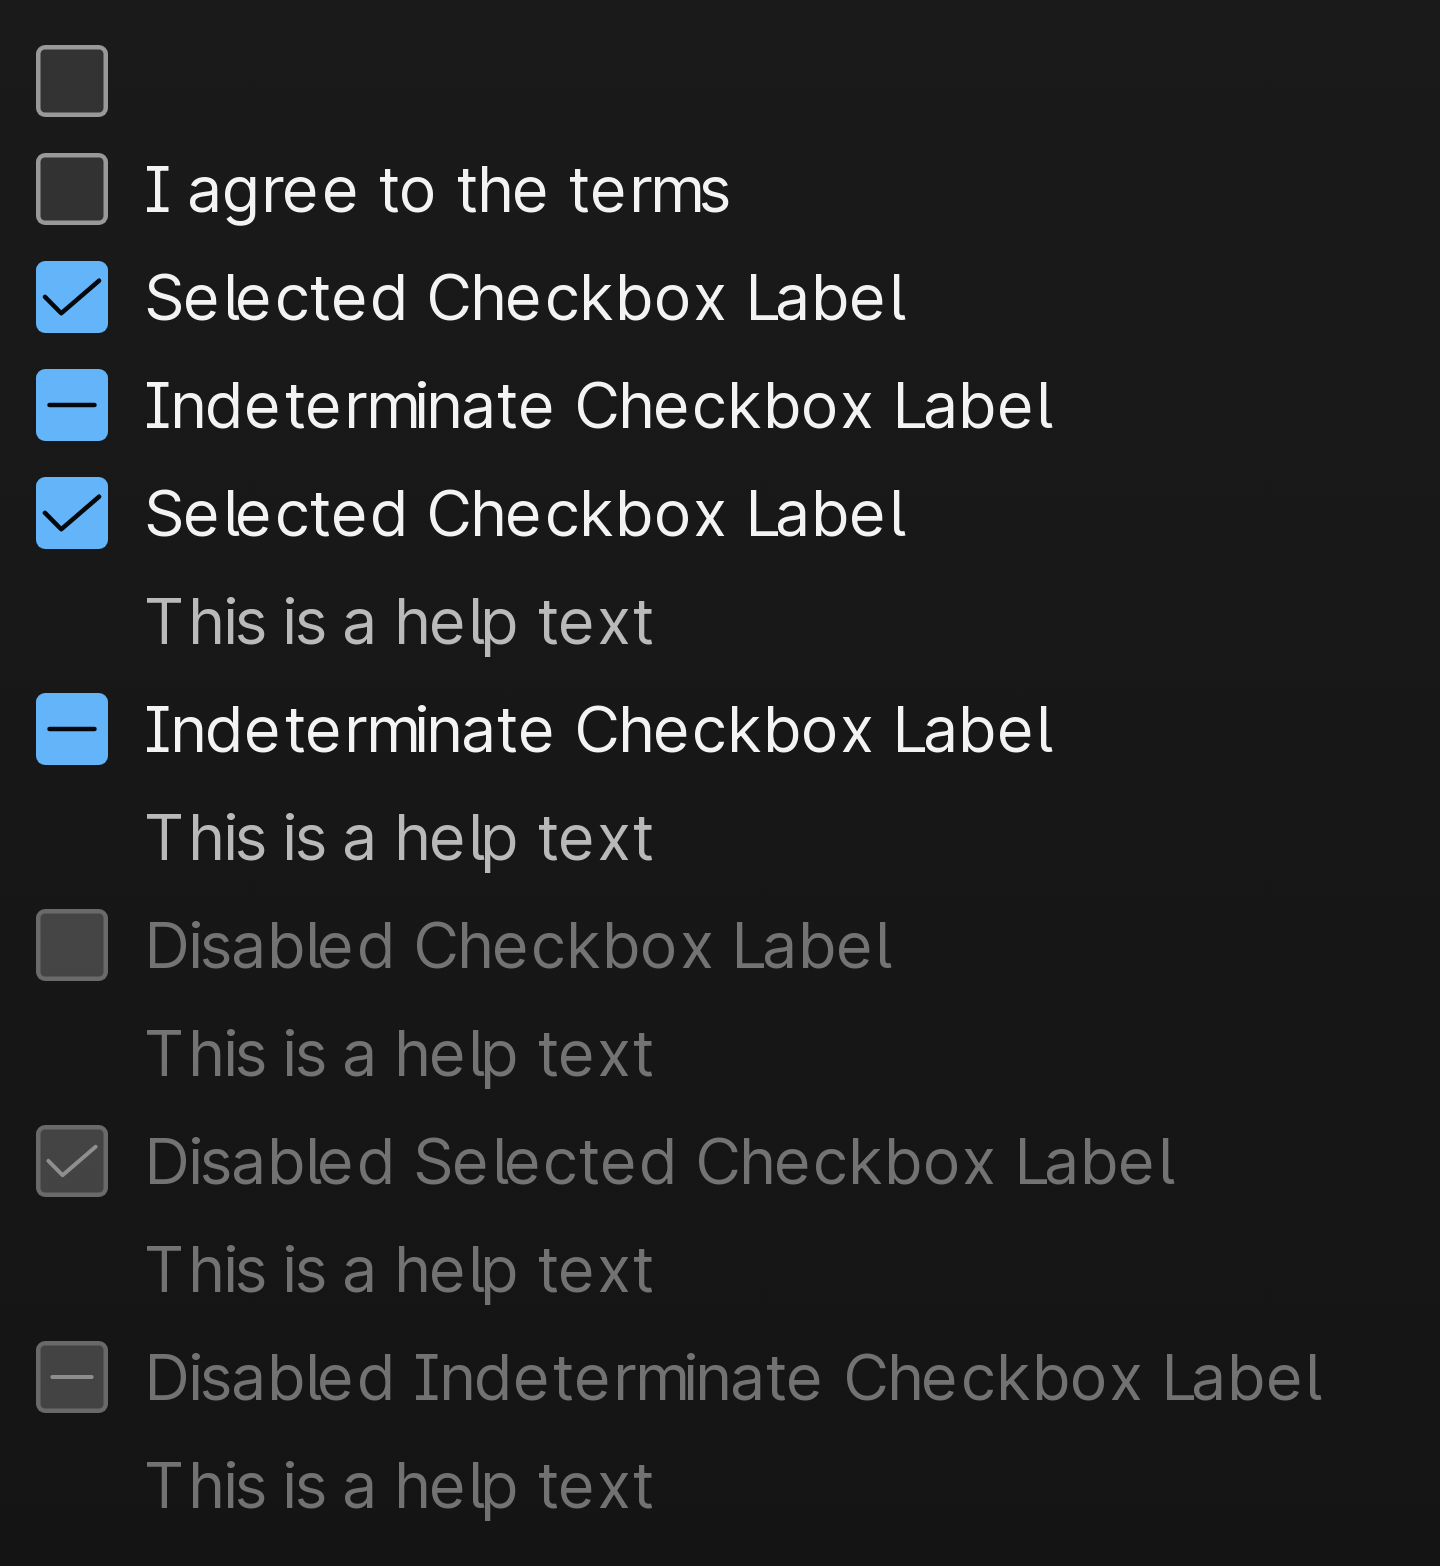 I agree to the terms
Selected Checkbox Label
Indeterminate Checkbox Label
Selected Checkbox Label
This is a help text
Indeterminate Checkbox Label
This is a help text
Disabled Checkbox Label
This is a help text
Disabled Selected Checkbox Label
This is a help text
Disabled Indeterminate Checkbox Label
This is a help text